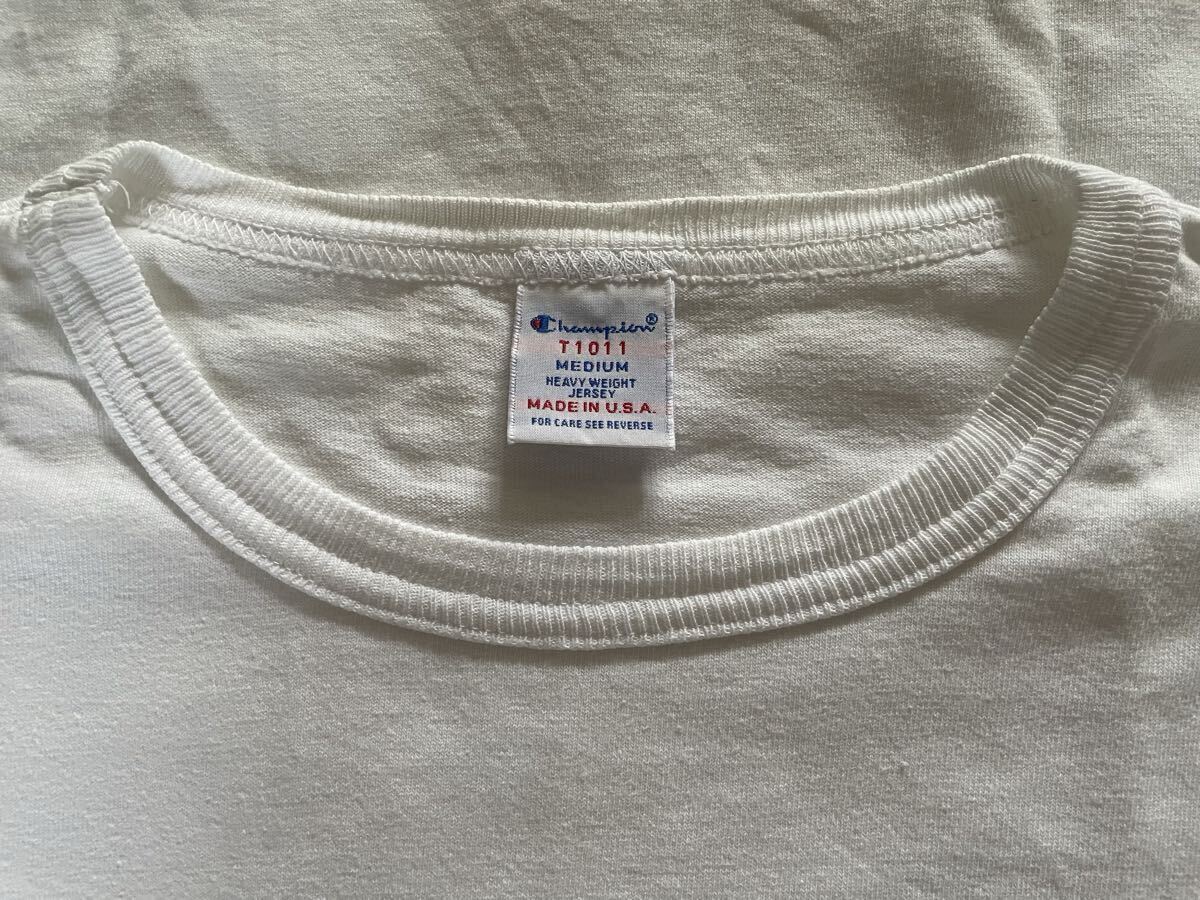 Champion®
T1011
MEDIUM
HEAVY WEIGHT
JERSEY
MADE IN U.S.A.
FOR CARE SEE REVERSE